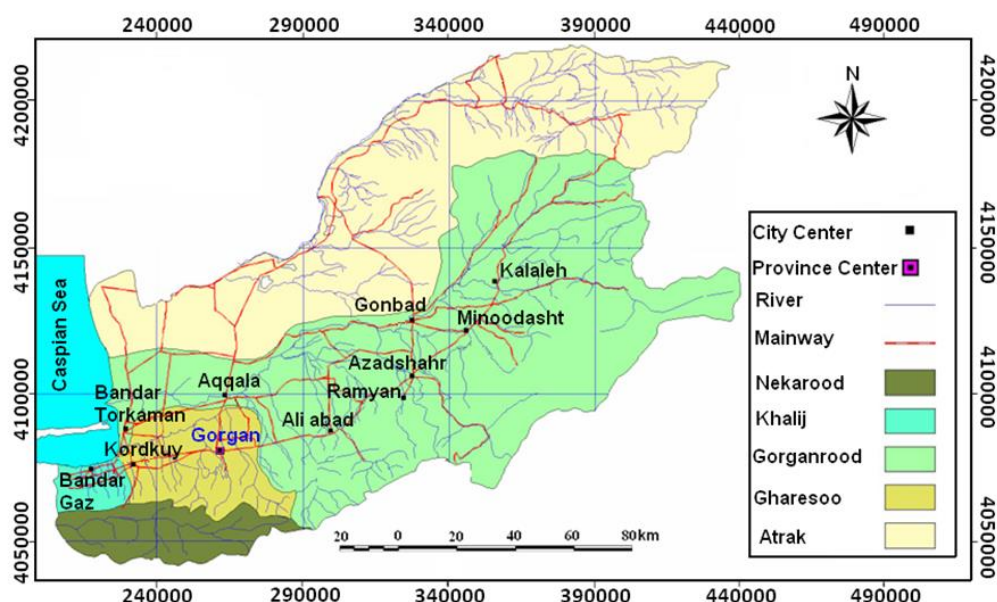 240000 290000 340000 390000 440000 490000
4200000
4150000
4100000
4050000
4200000
4150000
4100000
4050000
N
Caspian Sea
Kalaleh
Gonbad
Minoodasht
Azadshahr
Ramyan
Aqqala
Bandar
Torkaman
Ali abad
Gorgan
Kordkuy
Bandar
Gaz
City Center
Province Center
River
Mainway
Nekarood
Khalij
Gorganrood
Gharesoo
Atrak
20 0 20 40 60 80 km
240000 290000 340000 390000 440000 490000